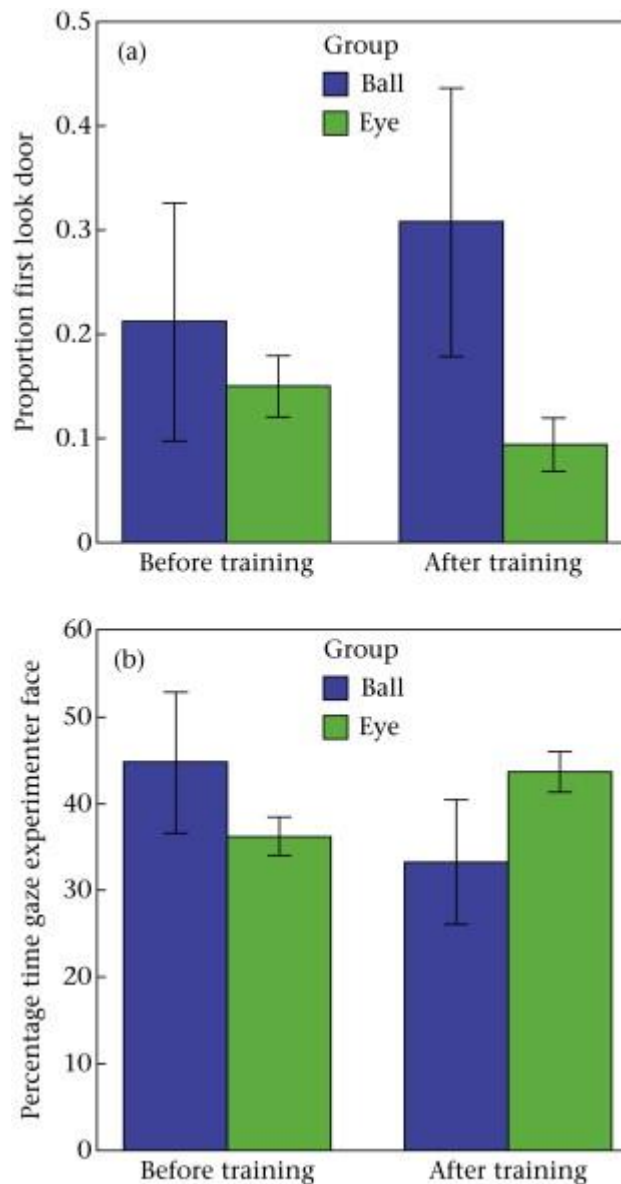 (a)
Group
Ball
Eye
Proportion first look door
0.5
0.4
0.3
0.2
0.1
0
Before training
After training
(b)
Group
Ball
Eye
Percentage time gaze experimenter face
60
50
40
30
20
10
0
Before training
After training